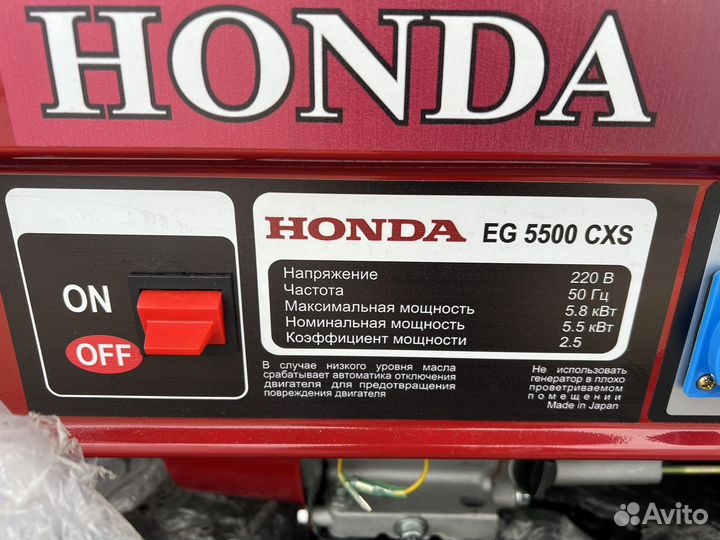 HONDA
HONDA EG 5500 CXS
Напряжение 220 В
Частота 50 Гц
Максимальная мощность 5.8 кВт
Номинальная мощность 5.5 кВт
Коэффициент мощности 2.5
ON
OFF
В случае низкого уровня масла
срабатывает автоматика отключения
двигателя для предотвращения
повреждения двигателя
Не использовать
генератор в плохо
проветриваемом
помещении
Made in Japan
Avito